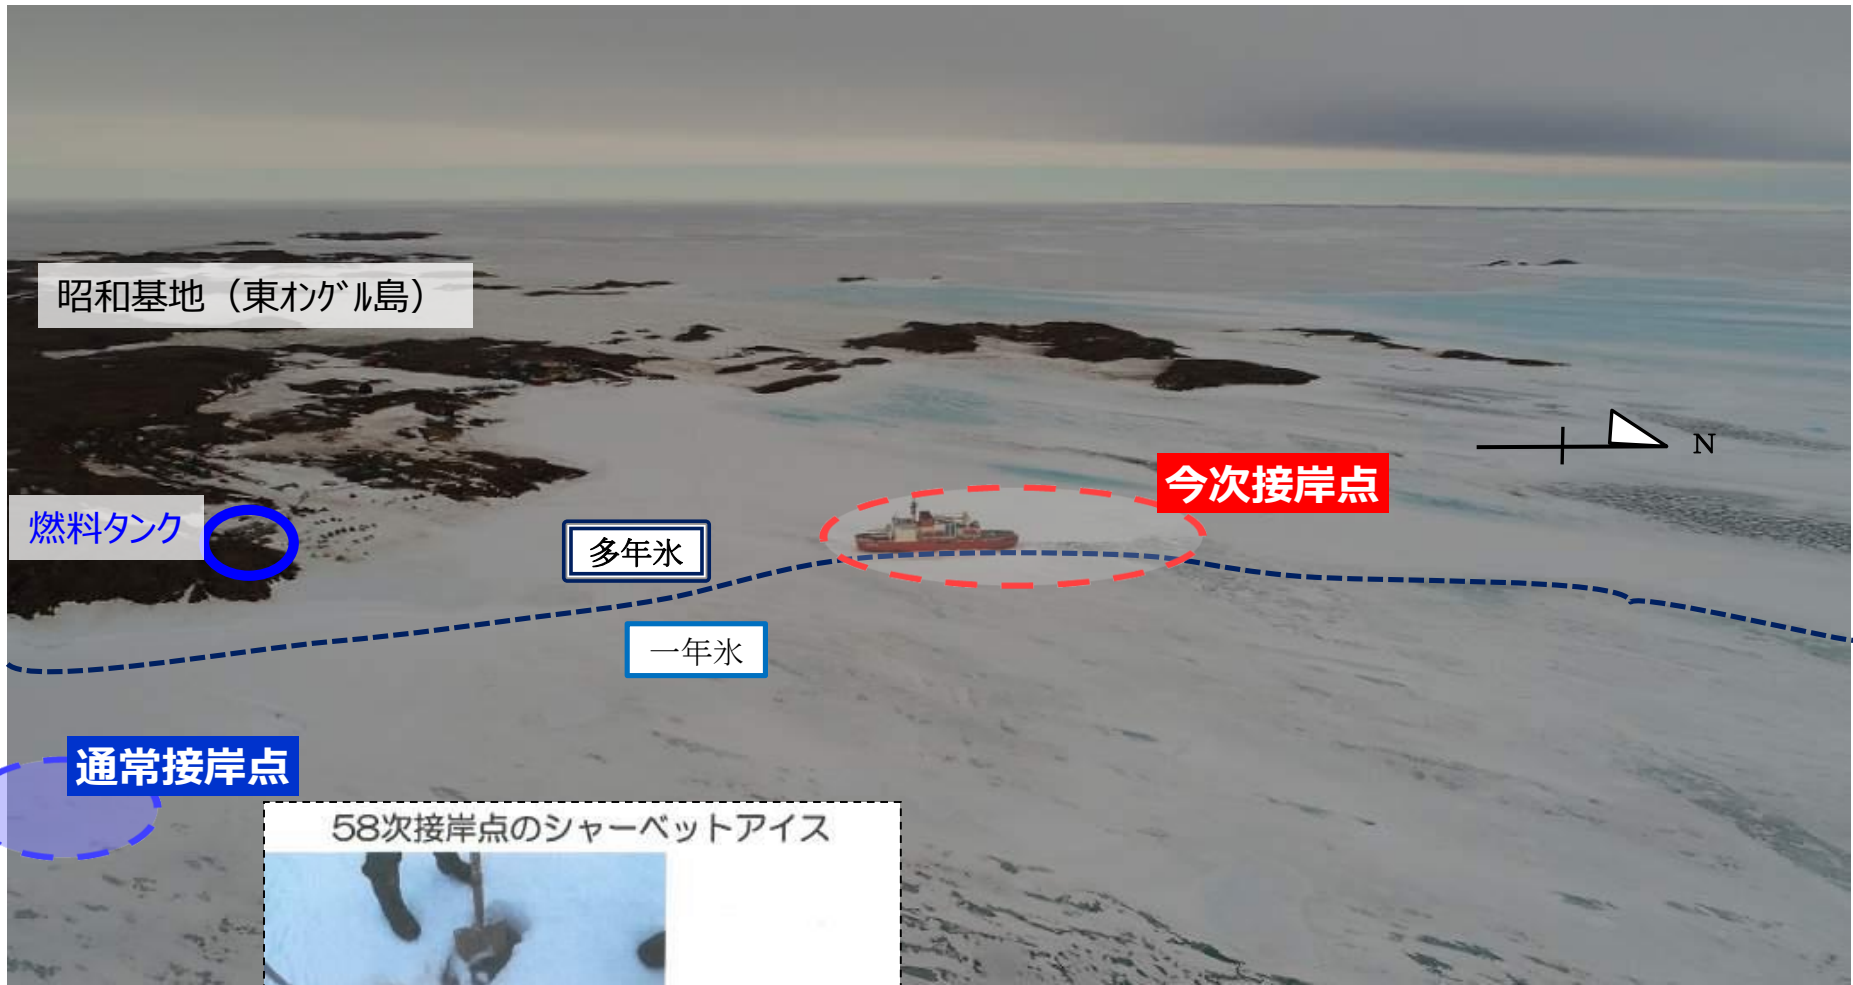 昭和基地（東ｵﾝｸﾞﾙ島）
N
今次接岸点
燃料タンク
多年氷
一年氷
通常接岸点
58次接岸点のシャーベットアイス